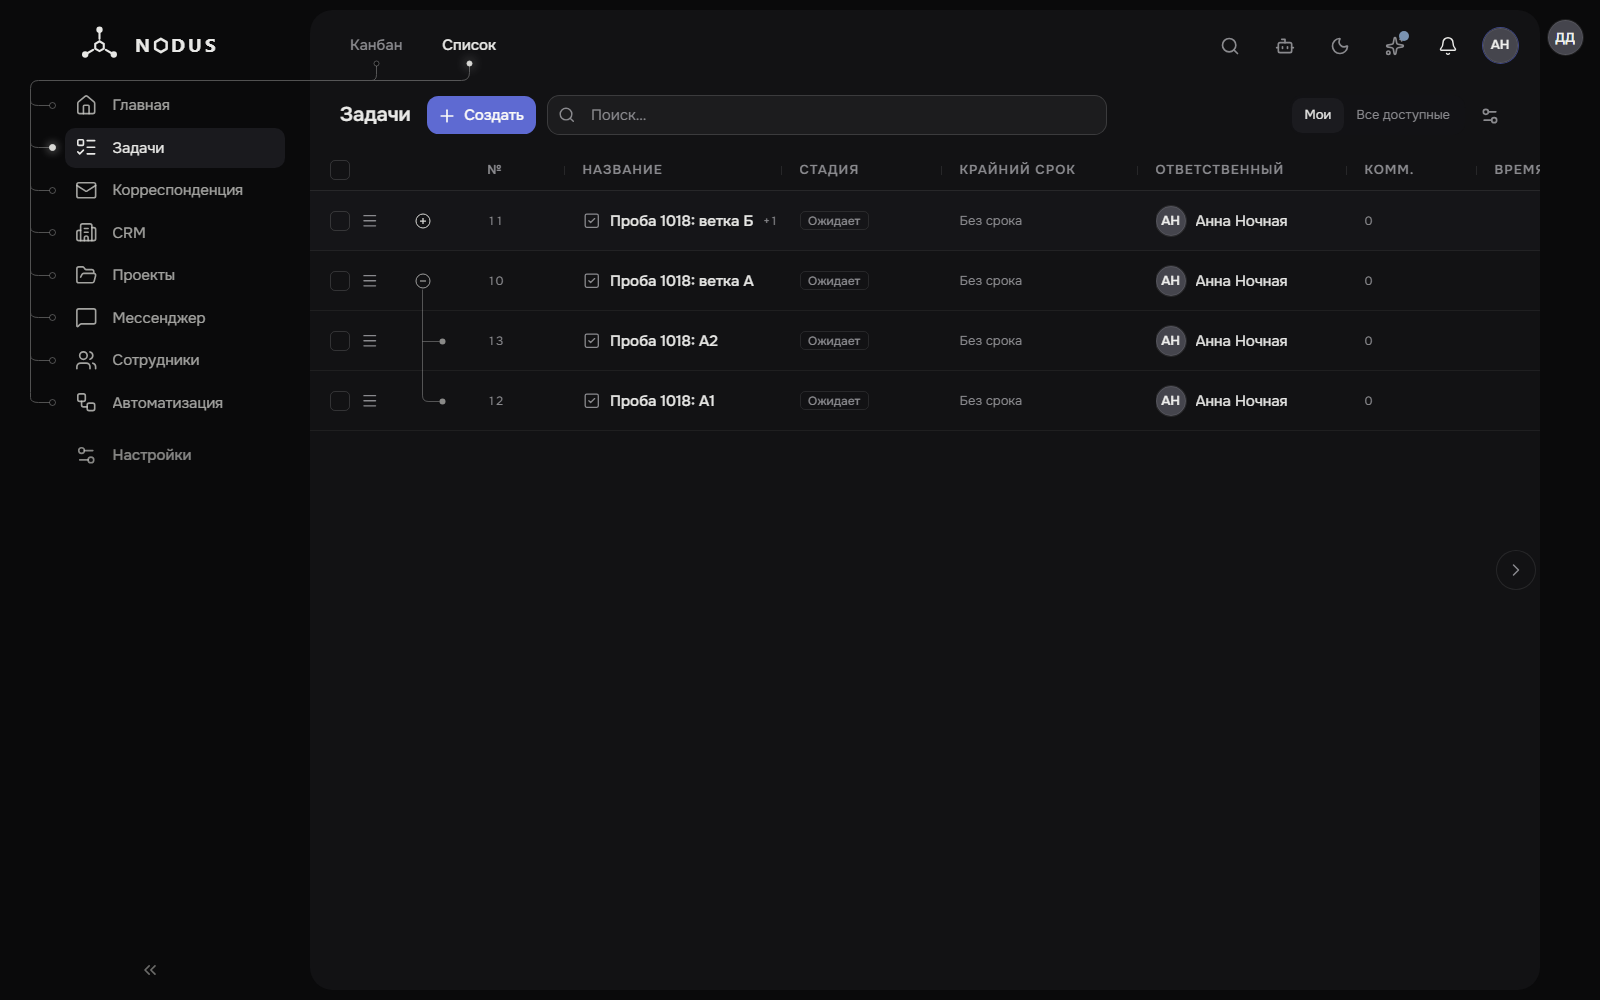 NODUS
Канбан
Список
АН
ДД
Главная
Задачи
Корреспонденция
CRM
Проекты
Мессенджер
Сотрудники
Автоматизация
Настройки
Задачи
Создать
Поиск...
Мои
Все доступные
№ НАЗВАНИЕ СТАДИЯ КРАЙНИЙ СРОК ОТВЕТСТВЕННЫЙ КОММ. ВРЕМЯ
11 Проба 1018: ветка Б +1 Ожидает Без срока АН Анна Ночная 0
10 Проба 1018: ветка А Ожидает Без срока АН Анна Ночная 0
13 Проба 1018: А2 Ожидает Без срока АН Анна Ночная 0
12 Проба 1018: А1 Ожидает Без срока АН Анна Ночная 0